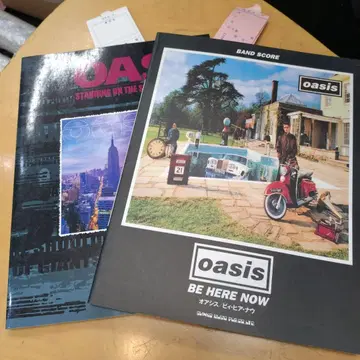 OAS
STANDING ON THE S
BAND SCORE
oasis
21
oasis
BE HERE NOW
オアシス/ビィ・ヒア・ナウ